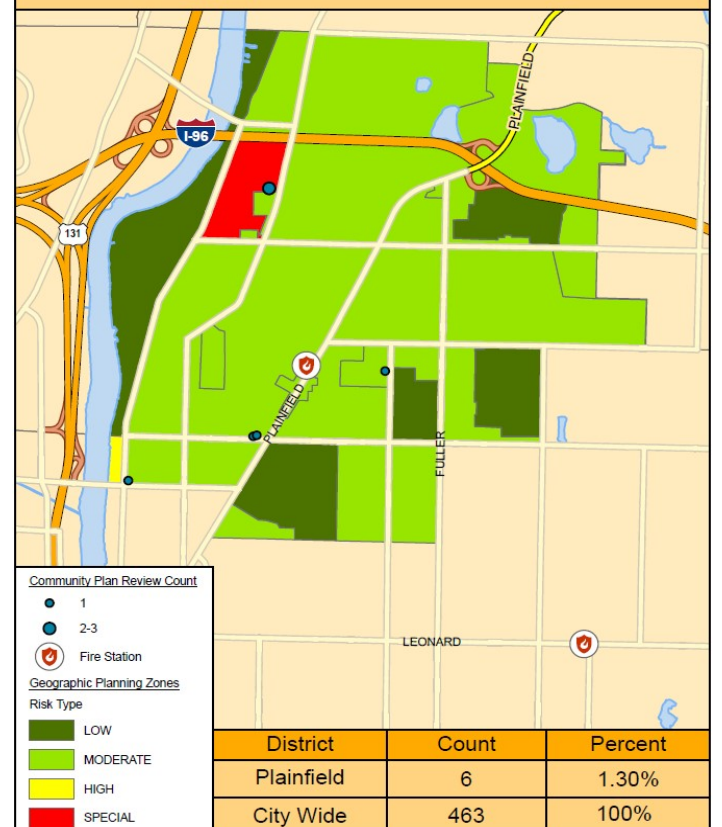 PLAINFIELD
I-96
131
PLAINFIELD
FULLER
LEONARD
Community Plan Review Count
1
2-3
Fire Station
Geographic Planning Zones
Risk Type
LOW
MODERATE
HIGH
SPECIAL
District Count Percent
Plainfield 6 1.30%
City Wide 463 100%